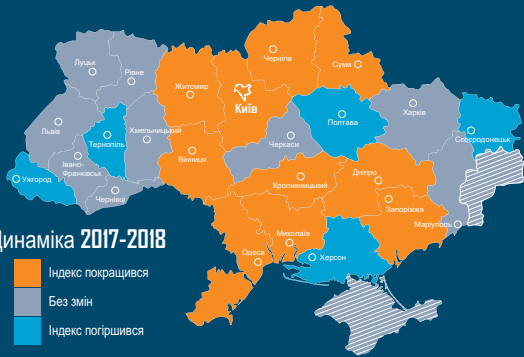 Луцьк
Рівне
Житомир
Чернігів
Суми
Київ
Львів
Тернопіль
Хмельницький
Вінниця
Черкаси
Полтава
Харків
Сєвєродонецьк
Ужгород
Івано-
Франківськ
Чернівці
Кропивницький
Дніпро
Запоріжжя
Маріуполь
Миколаїв
Одеса
Херсон
Динаміка 2017-2018
Індекс покращився
Без змін
Індекс погіршився